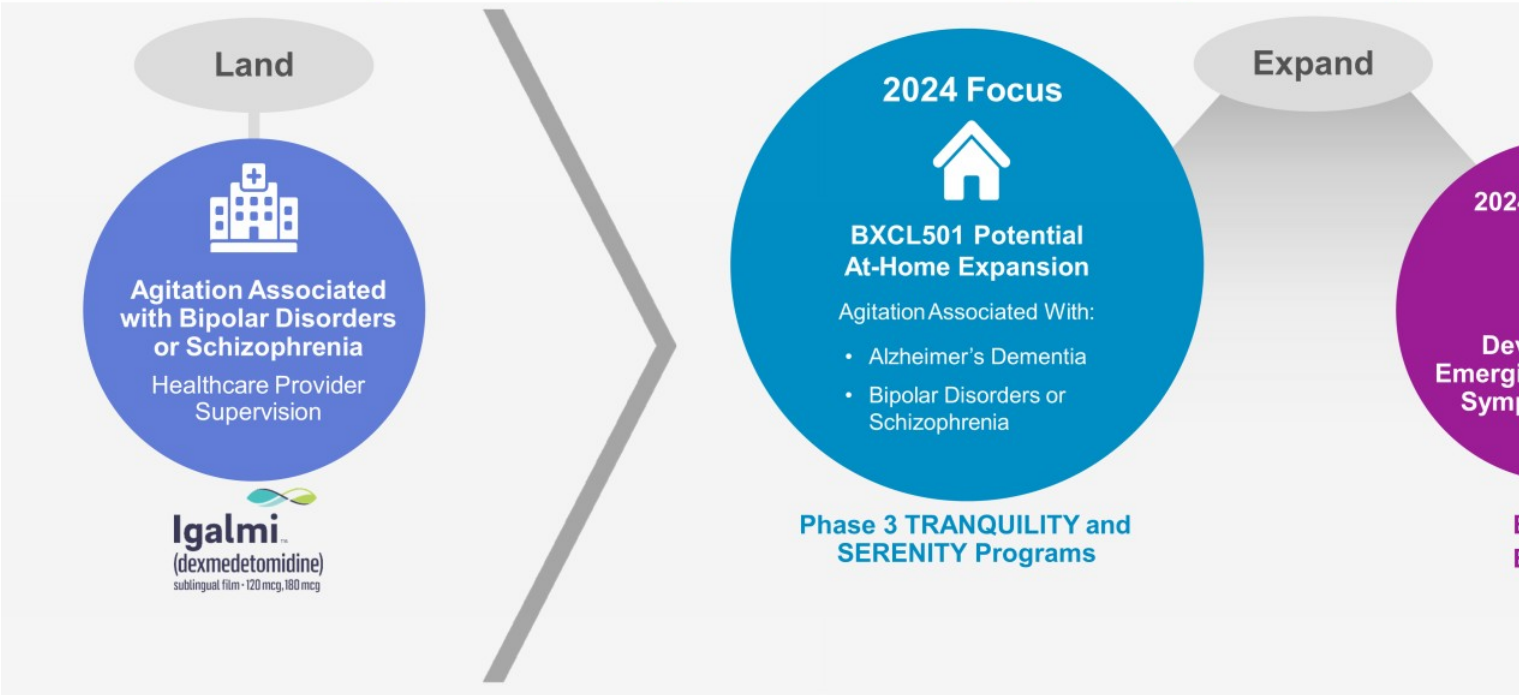 Land
Agitation Associated
with Bipolar Disorders
or Schizophrenia
Healthcare Provider
Supervision
Igalmi™
(dexmedetomidine)
sublingual film • 120 mcg, 180 mcg
2024 Focus
BXCL501 Potential
At-Home Expansion
Agitation Associated With:
• Alzheimer’s Dementia
• Bipolar Disorders or
Schizophrenia
Phase 3 TRANQUILITY and
SERENITY Programs
Expand